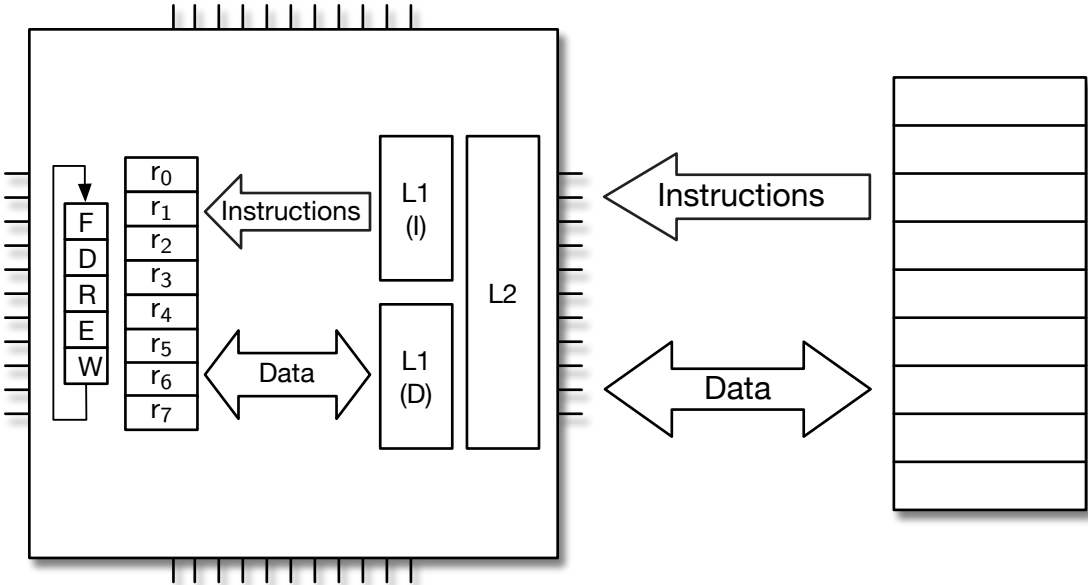 F
D
R
E
W
r0
r1
r2
r3
r4
r5
r6
r7
Instructions
Data
L1
(I)
L1
(D)
L2
Instructions
Data